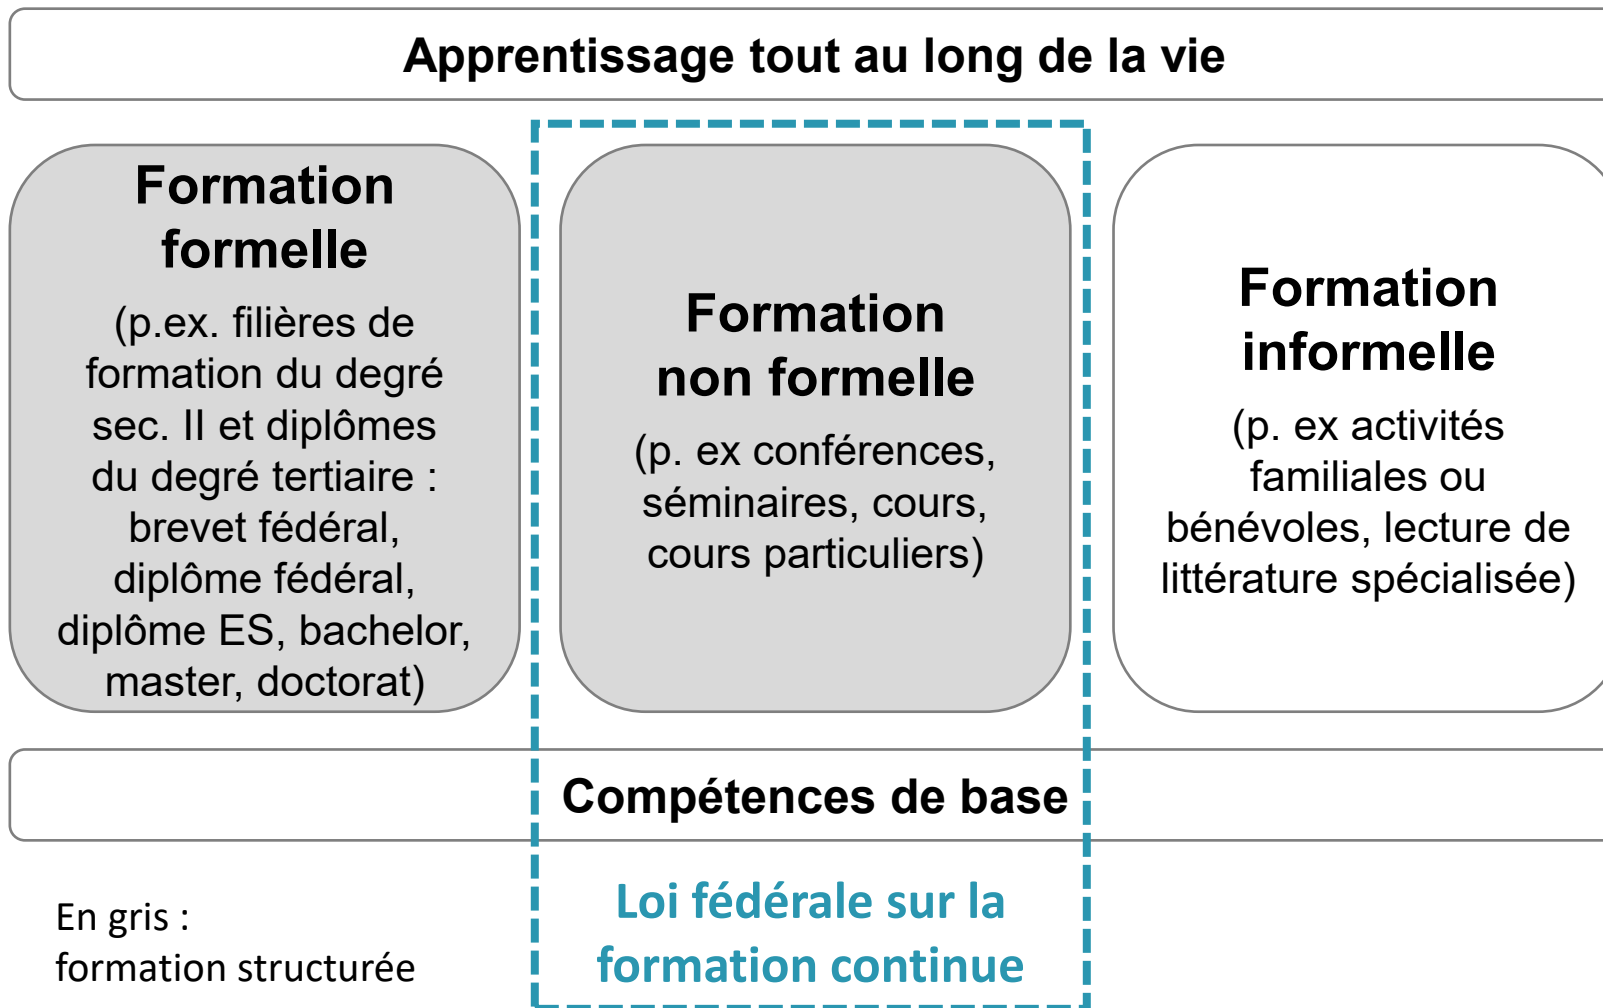 Apprentissage tout au long de la vie
Formation
formelle
(p.ex. filières de
formation du degré
sec. II et diplômes
du degré tertiaire :
brevet fédéral,
diplôme fédéral,
diplôme ES, bachelor,
master, doctorat)
Formation
non formelle
(p. ex conférences,
séminaires, cours,
cours particuliers)
Formation
informelle
(p. ex activités
familiales ou
bénévoles, lecture de
littérature spécialisée)
Compétences de base
En gris :
formation structurée
Loi fédérale sur la
formation continue